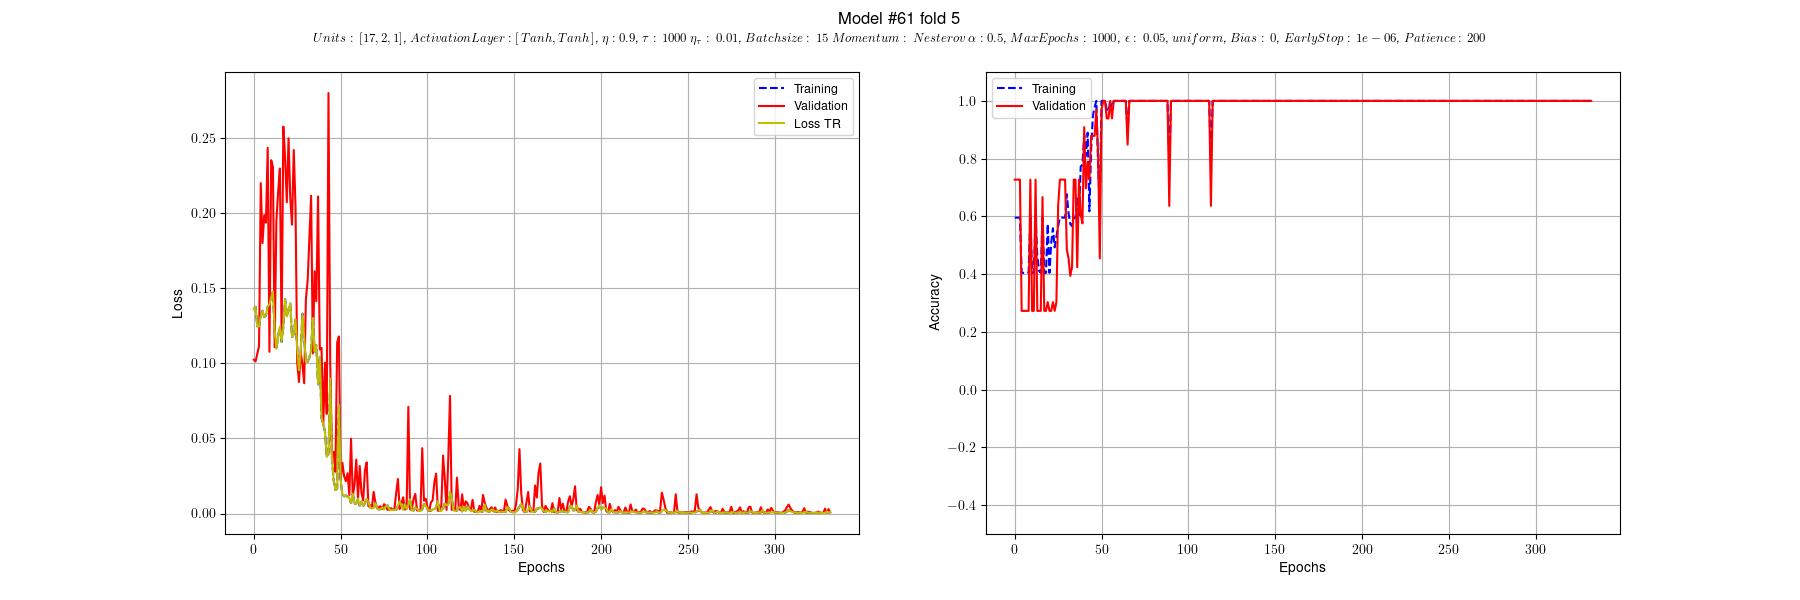 Model #61 fold 5
Units : [17, 2, 1], ActivationLayer : [Tanh, Tanh], η : 0.9, τ : 1000 η_τ : 0.01, Batchsize : 15 Momentum : Nesterov α : 0.5, MaxEpochs : 1000, ϵ : 0.05, uniform, Bias : 0, EarlyStop : 1e − 06, Patience : 200
Training
Validation
Loss TR
0.25
0.20
0.15
0.10
0.05
0.00
Loss
0 50 100 150 200 250 300
Epochs
Training
Validation
1.0
0.8
0.6
0.4
0.2
0.0
−0.2
−0.4
Accuracy
0 50 100 150 200 250 300
Epochs